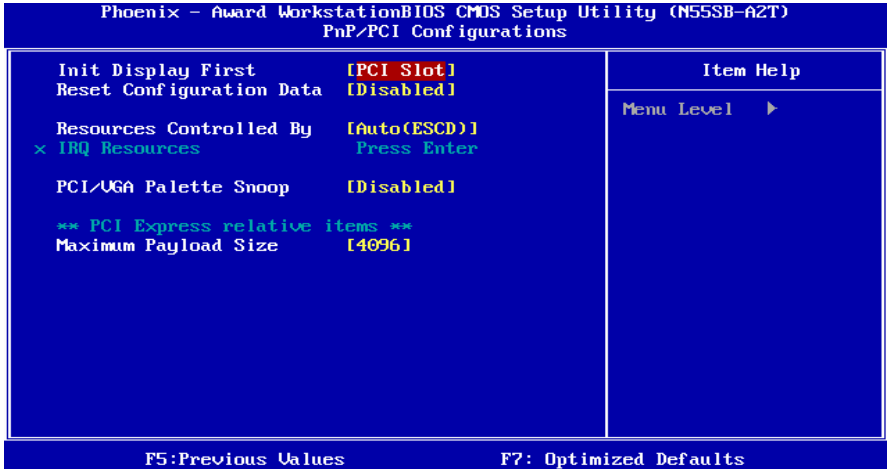 Phoenix - Award WorkstationBIOS CMOS Setup Utility (N55SB-A2T)
PnP/PCI Configurations
Init Display First [PCI Slot]
Reset Configuration Data [Disabled]
Resources Controlled By [Auto(ESCD)]
x IRQ Resources Press Enter
PCI/VGA Palette Snoop [Disabled]
** PCI Express relative items **
Maximum Payload Size [4096]
Item Help
Menu Level ▶
F5:Previous Values F7: Optimized Defaults